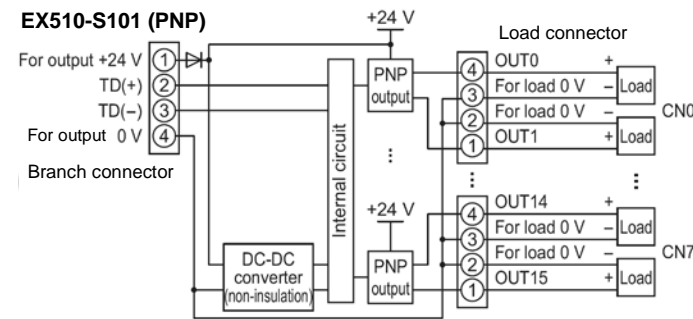 EX510-S101 (PNP)
+24 V
Load connector
For output +24 V
1
TD(+)
2
TD(–)
3
For output 0 V
4
Branch connector
Internal circuit
PNP
output
4
OUT0
+
3
For load 0 V
–
Load
2
For load 0 V
–
CN0
1
OUT1
+
Load
+24 V
DC-DC
converter
(non-insulation)
PNP
output
4
OUT14
+
3
For load 0 V
–
Load
2
For load 0 V
–
CN7
1
OUT15
+
Load